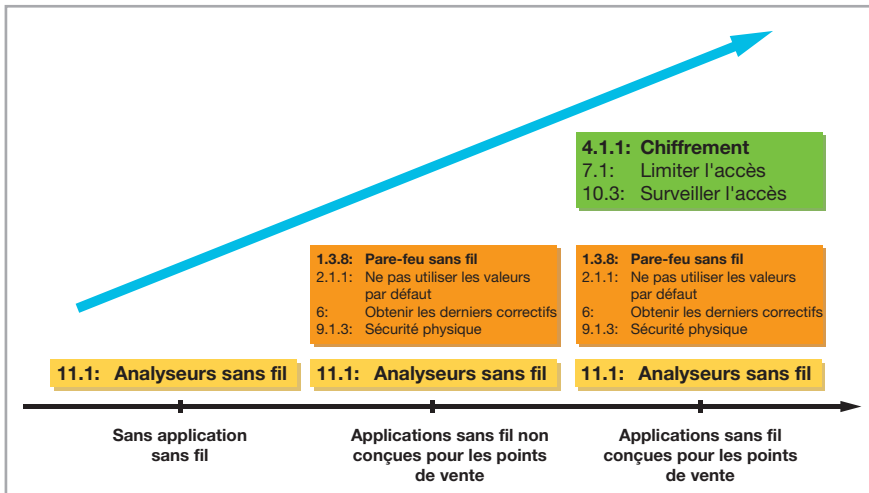 4.1.1: Chiffrement
7.1: Limiter l'accès
10.3: Surveiller l'accès
1.3.8: Pare-feu sans fil
2.1.1: Ne pas utiliser les valeurs
par défaut
6: Obtenir les derniers correctifs
9.1.3: Sécurité physique
1.3.8: Pare-feu sans fil
2.1.1: Ne pas utiliser les valeurs
par défaut
6: Obtenir les derniers correctifs
9.1.3: Sécurité physique
11.1: Analyseurs sans fil
11.1: Analyseurs sans fil
11.1: Analyseurs sans fil
Sans application
sans fil
Applications sans fil non
conçues pour les points
de vente
Applications sans fil
conçues pour les points
de vente